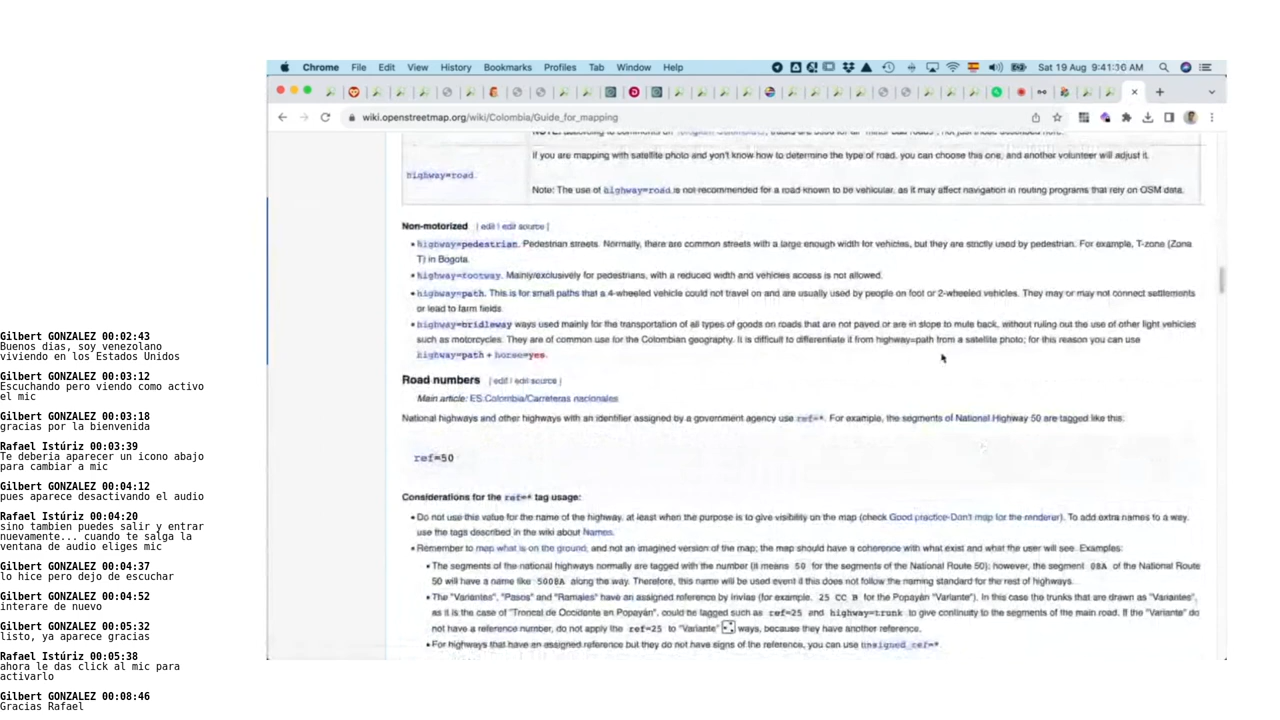 Chrome File Edit View History Bookmarks Profiles Tab Window Help Sat 19 Aug 9:41:30 AM
wiki.openstreetmap.org/wiki/Colombia/Guide_for_mapping
If you are mapping with satellite photo and yon't know how to determine the type of road, you can choose this one, and another volunteer will adjust it.
highway=road
Note: The use of highway=road is not recommended for a road known to be vehicular, as it may affect navigation in routing programs that rely on OSM data.
Non-motorized [ edit | edit source ]
• highway=pedestrian. Pedestrian streets. Normally, there are common streets with a large enough width for vehicles, but they are strictly used by pedestrian. For example, T-zone (Zona
T) in Bogota.
• highway=footway. Mainly/exclusively for pedestrians, with a reduced width and vehicles access is not allowed.
• highway=path. This is for small paths that a 4-wheeled vehicle could not travel on and are usually used by people on foot or 2-wheeled vehicles. They may or may not connect settlements
or lead to farm fields
• highway=bridleway ways used mainly for the transportation of all types of goods on roads that are not paved or are in slope to mule back, without ruling out the use of other light vehicles
such as motorcycles. They are of common use for the Colombian geography. It is difficult to differentiate it from highway=path from a satellite photo; for this reason you can use
highway=path + horse=yes.
Road numbers [ edit | edit source ]
Main article: ES:Colombia/Carreteras nacionales
National highways and other highways with an identifier assigned by a government agency use ref=*. For example, the segments of National Highway 50 are tagged like this:
ref=50
Considerations for the ref=* tag usage:
• Do not use this value for the name of the highway, at least when the purpose is to give visibility on the map (check Good practice-Don't map for the renderer). To add extra names to a way,
use the tags described in the wiki about Names.
• Remember to map what is on the ground, and not an imagined version of the map; the map should have a coherence with what exist and what the user will see. Examples:
• The segments of the national highways normally are tagged with the number (it means 50 for the segments of the National Route 50); however, the segment 08A of the National Route
50 will have a name like 5008A along the way. Therefore, this name will be used event if this does not follow the naming standard for the rest of highways.
• The "Variantes", "Pasos" and "Ramales" have an assigned reference by Invias (for example, 25 CC B for the Popayán "Variante"). In this case the trunks that are drawn as "Variantes",
as it is the case of "Troncal de Occidente en Popayán", could be tagged such as ref=25 and highway=trunk to give continuity to the segments of the main road. If the "Variante" do
not have a reference number, do not apply the ref=25 to "Variante" ways, because they have another reference.
• For highways that have an assigned reference but they do not have signs of the reference, you can use unsigned_ref=*.
Gilbert GONZALEZ 00:02:43
Buenos dias, soy venezolano
viviendo en los Estados Unidos
Gilbert GONZALEZ 00:03:12
Escuchando pero viendo como activo
el mic
Gilbert GONZALEZ 00:03:18
gracias por la bienvenida
Rafael Istúriz 00:03:39
Te deberia aparecer un icono abajo
para cambiar a mic
Gilbert GONZALEZ 00:04:12
pues aparece desactivando el audio
Rafael Istúriz 00:04:20
sino tambien puedes salir y entrar
nuevamente... cuando te salga la
ventana de audio eliges mic
Gilbert GONZALEZ 00:04:37
lo hice pero dejo de escuchar
Gilbert GONZALEZ 00:04:52
interare de nuevo
Gilbert GONZALEZ 00:05:32
listo, ya aparece gracias
Rafael Istúriz 00:05:38
ahora le das click al mic para
activarlo
Gilbert GONZALEZ 00:08:46
Gracias Rafael